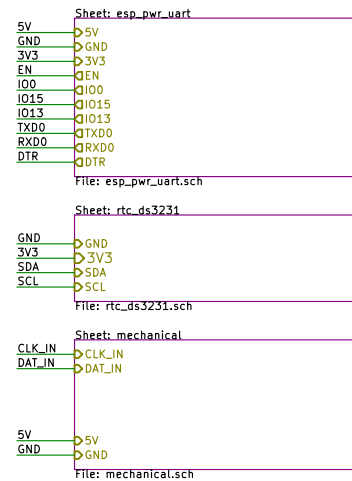 Sheet: esp_pwr_uart
5V 5V
GND GND
3V3 3V3
EN EN
IO0 IO0
IO15 IO15
IO13 IO13
TXD0 TXD0
RXD0 RXD0
DTR DTR
File: esp_pwr_uart.sch
Sheet: rtc_ds3231
GND GND
3V3 3V3
SDA SDA
SCL SCL
File: rtc_ds3231.sch
Sheet: mechanical
CLK_IN CLK_IN
DAT_IN DAT_IN
5V 5V
GND GND
File: mechanical.sch